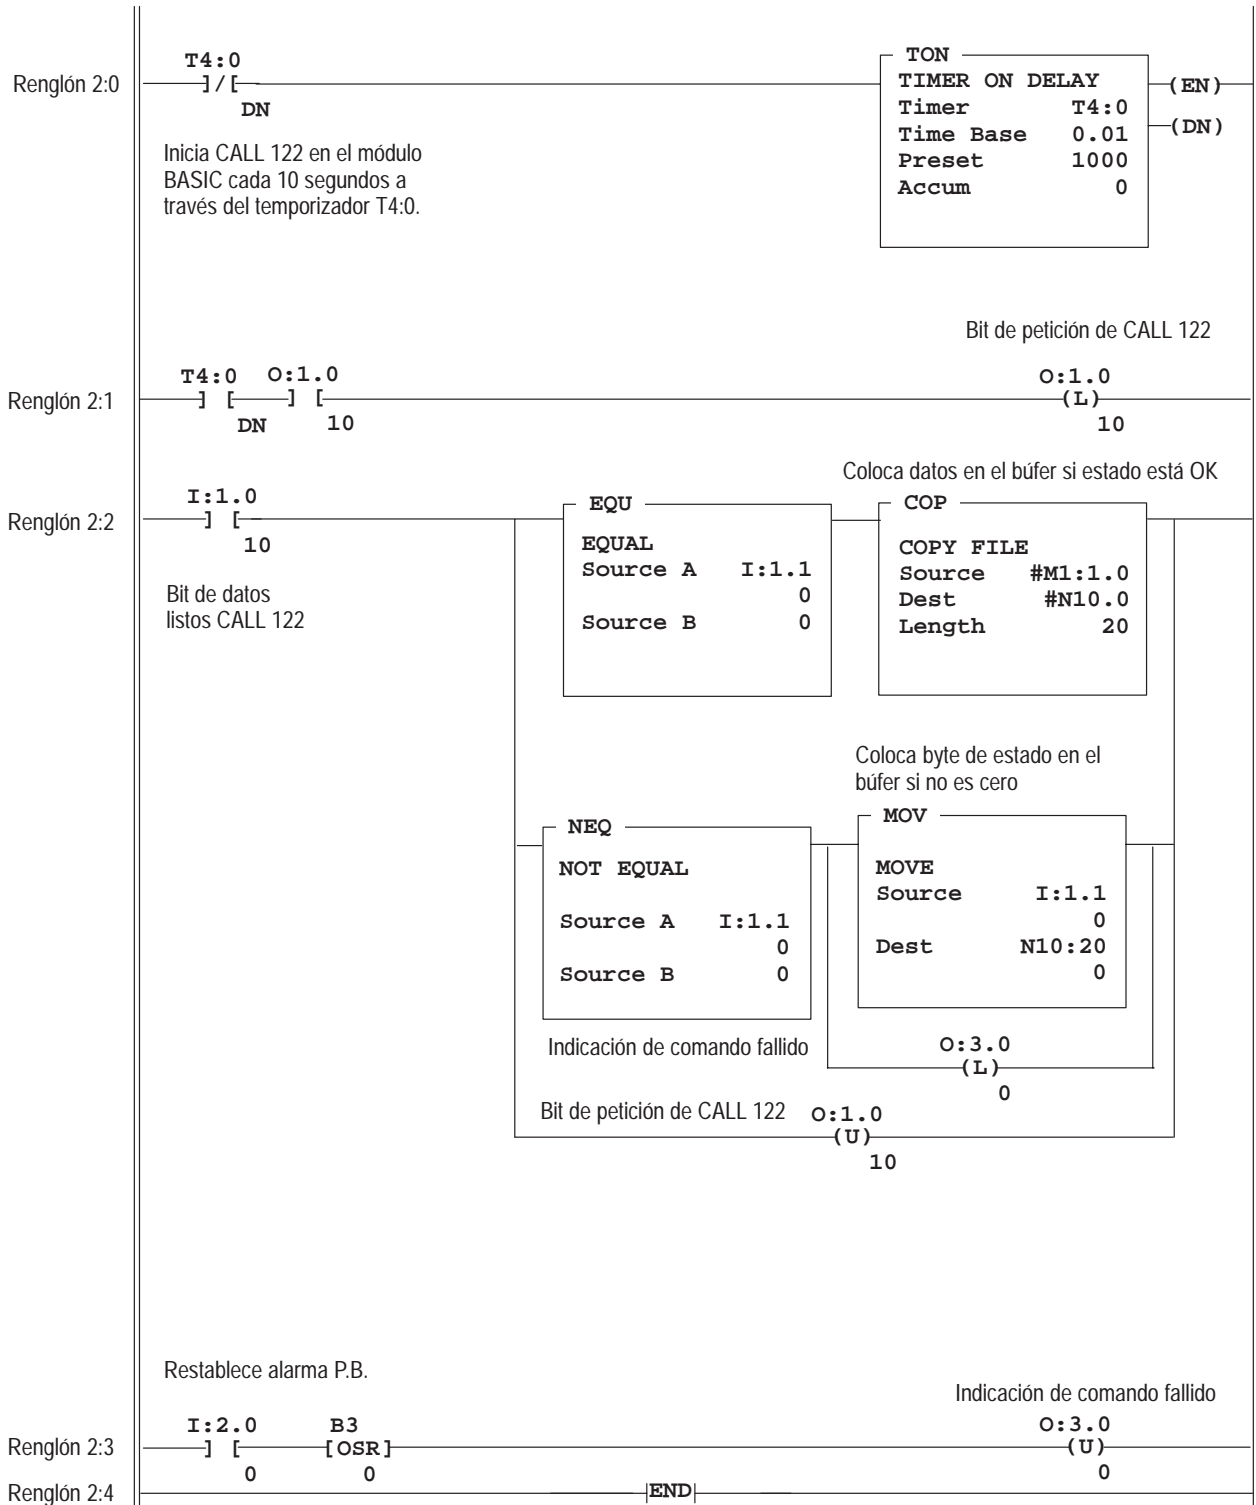 T4:0
Renglón 2:0
]/[
DN
Inicia CALL 122 en el módulo
BASIC cada 10 segundos a
través del temporizador T4:0.
TON
TIMER ON DELAY
Timer T4:0
Time Base 0.01
Preset 1000
Accum 0
(EN)
(DN)
Bit de petición de CALL 122
Renglón 2:1
T4:0 O:1.0
] [ ] [
DN 10
O:1.0
(L)
10
Coloca datos en el búfer si estado está OK
Renglón 2:2
I:1.0
] [
10
Bit de datos
listos CALL 122
EQU
EQUAL
Source A I:1.1
0
Source B 0
COP
COPY FILE
Source #M1:1.0
Dest #N10.0
Length 20
Coloca byte de estado en el
búfer si no es cero
NEQ
NOT EQUAL
Source A I:1.1
0
Source B 0
MOV
MOVE
Source I:1.1
0
Dest N10:20
0
Indicación de comando fallido
O:3.0
(L)
0
Bit de petición de CALL 122
O:1.0
(U)
10
Restablece alarma P.B.
Indicación de comando fallido
Renglón 2:3
I:2.0 B3
] [ [OSR]
0 0
O:3.0
(U)
0
Renglón 2:4
|END|